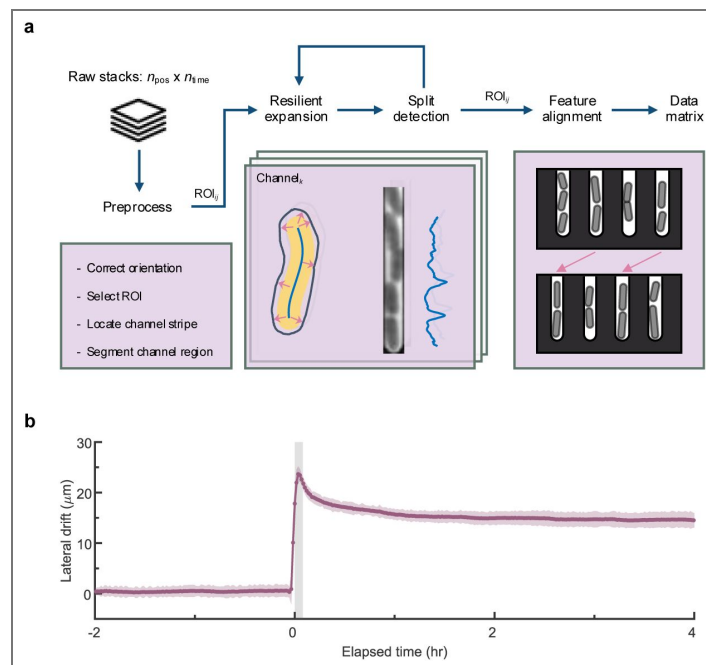 a
Raw stacks: npos x ntime
Preprocess
ROIij
Resilient
expansion
Split
detection
ROIij
Feature
alignment
Data
matrix
- Correct orientation
- Select ROI
- Locate channel stripe
- Segment channel region
Channelk
b
Lateral drift (μm)
30
20
10
0
-2
0
2
4
Elapsed time (hr)